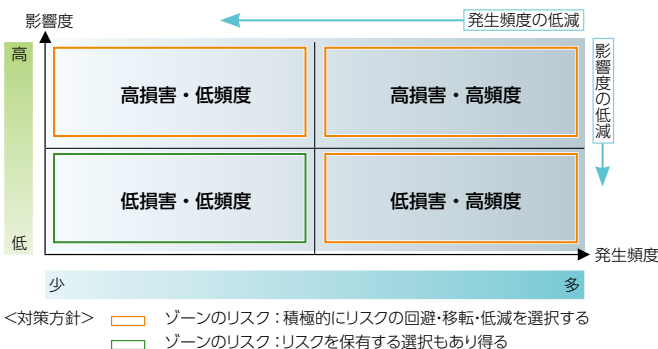 影響度
発生頻度の低減
高
影響度の低減
高損害・低頻度
高損害・高頻度
低損害・低頻度
低損害・高頻度
低
発生頻度
少
多
<対策方針> ゾーンのリスク：積極的にリスクの回避・移転・低減を選択する
ゾーンのリスク：リスクを保有する選択もあり得る